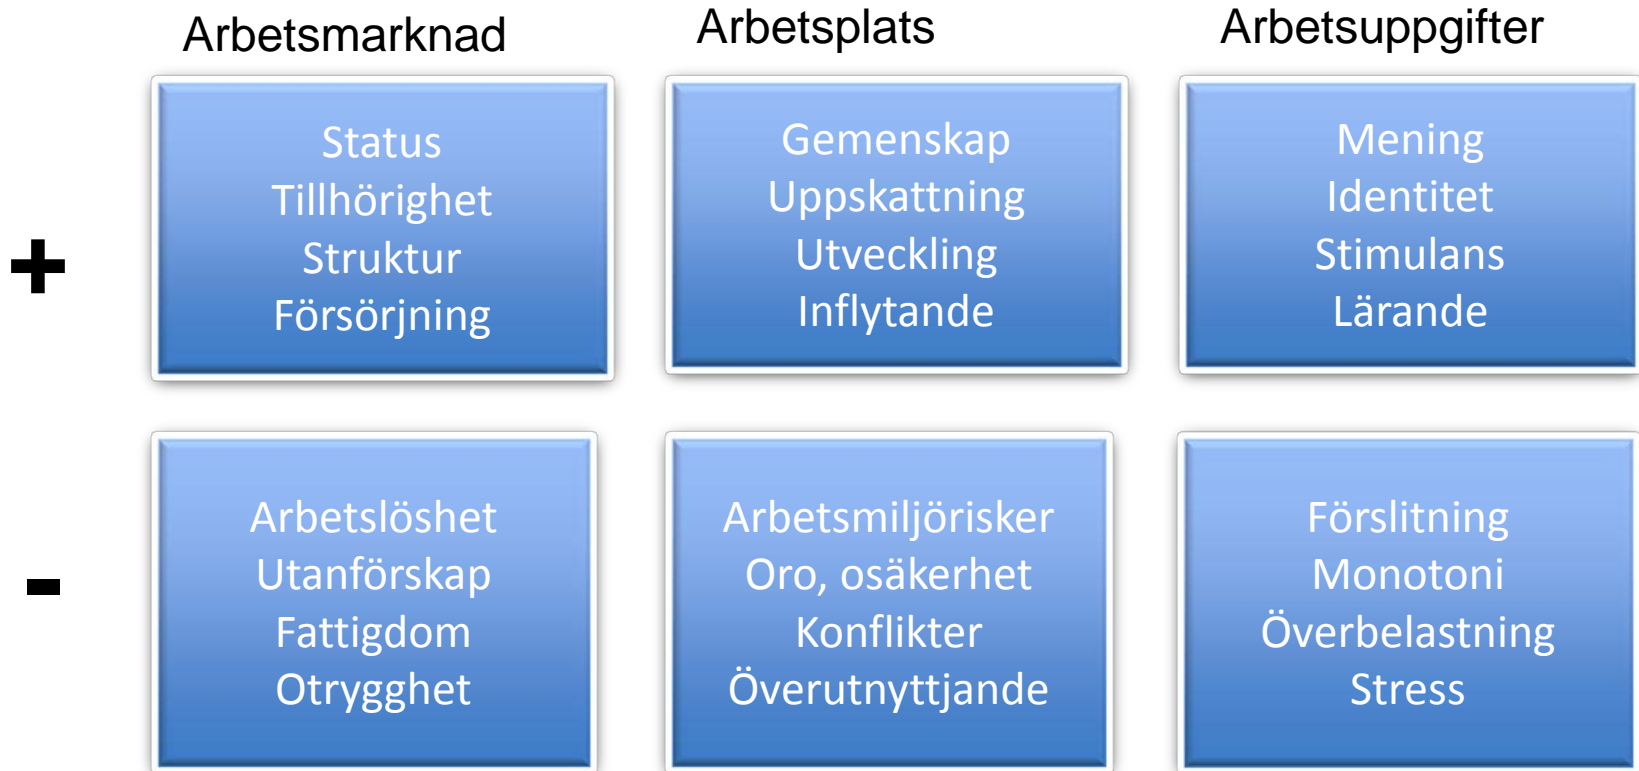 Arbetsmarknad
Arbetsplats
Arbetsuppgifter
+
Status
Tillhörighet
Struktur
Försörjning
Gemenskap
Uppskattning
Utveckling
Inflytande
Mening
Identitet
Stimulans
Lärande
-
Arbetslöshet
Utanförskap
Fattigdom
Otrygghet
Arbetsmiljörisker
Oro, osäkerhet
Konflikter
Överutnyttjande
Förslitning
Monotoni
Överbelastning
Stress